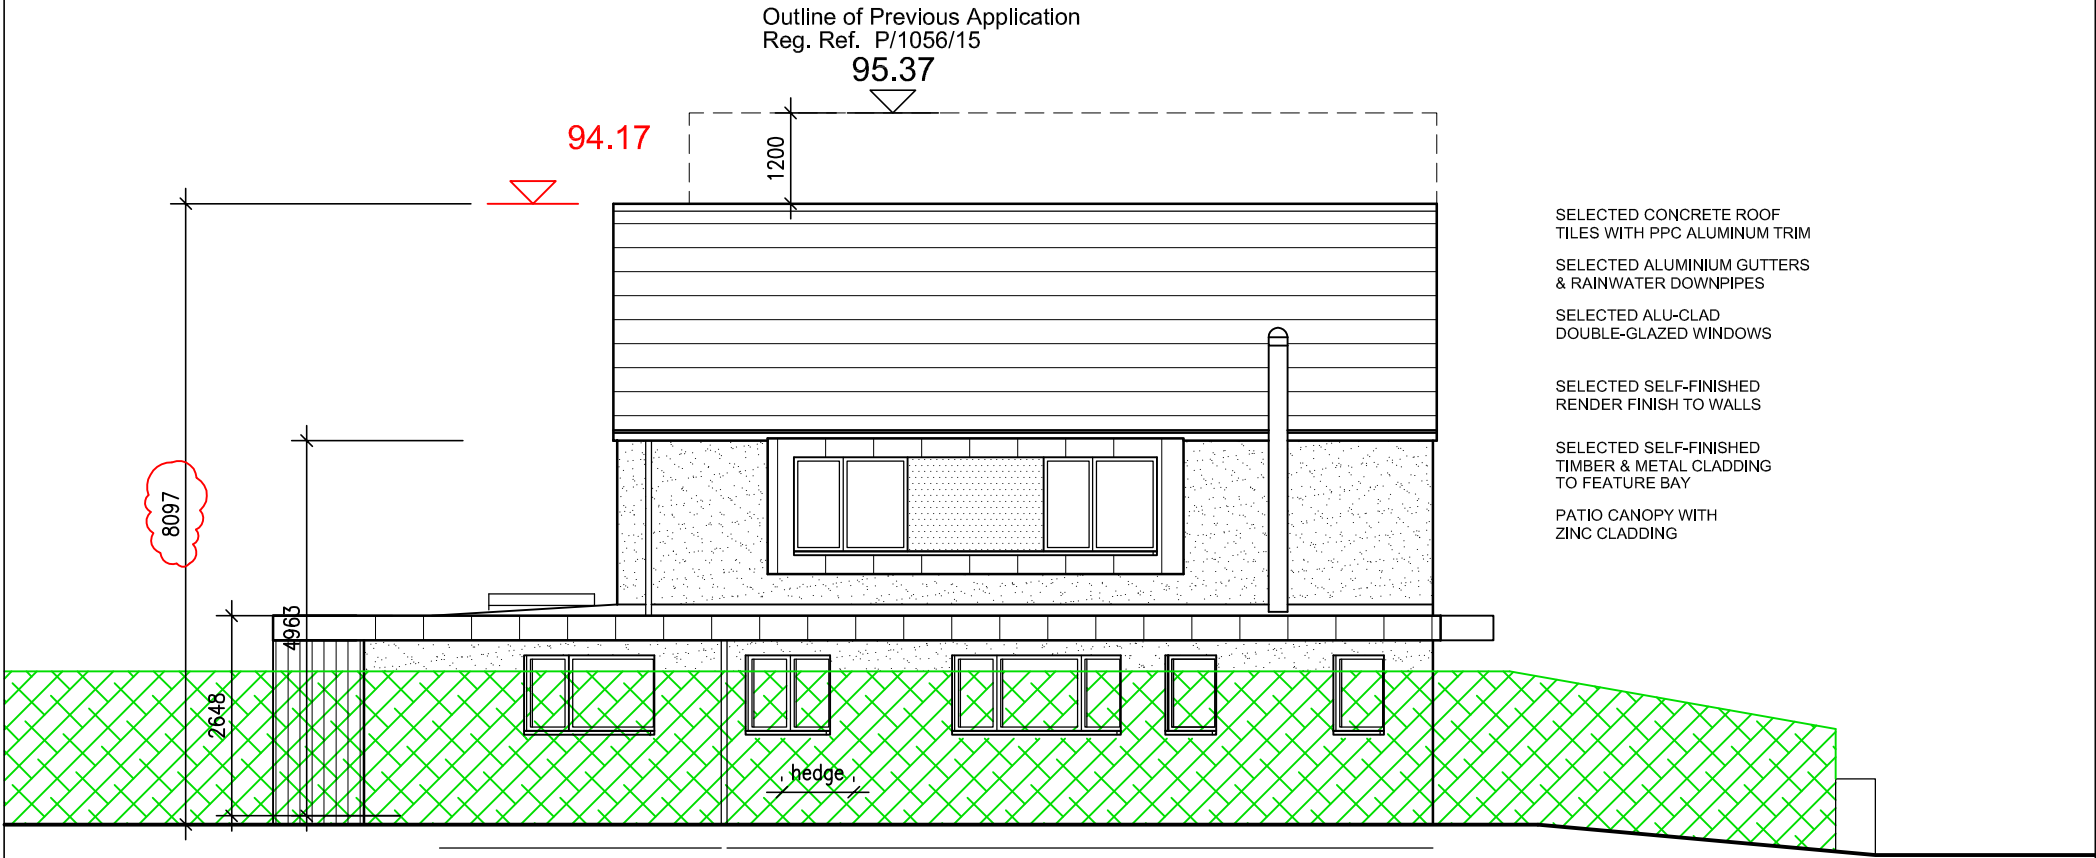 Outline of Previous Application
Reg. Ref. P/1056/15
95.37
94.17
1200
8097
4963
2648
hedge
SELECTED CONCRETE ROOF
TILES WITH PPC ALUMINUM TRIM
SELECTED ALUMINIUM GUTTERS
& RAINWATER DOWNPIPES
SELECTED ALU-CLAD
DOUBLE-GLAZED WINDOWS
SELECTED SELF-FINISHED
RENDER FINISH TO WALLS
SELECTED SELF-FINISHED
TIMBER & METAL CLADDING
TO FEATURE BAY
PATIO CANOPY WITH
ZINC CLADDING